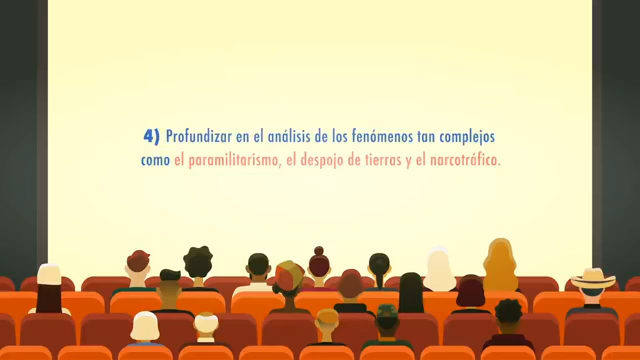 4) Profundizar en el análisis de los fenómenos tan complejos
como el paramilitarismo, el despojo de tierras y el narcotráfico.